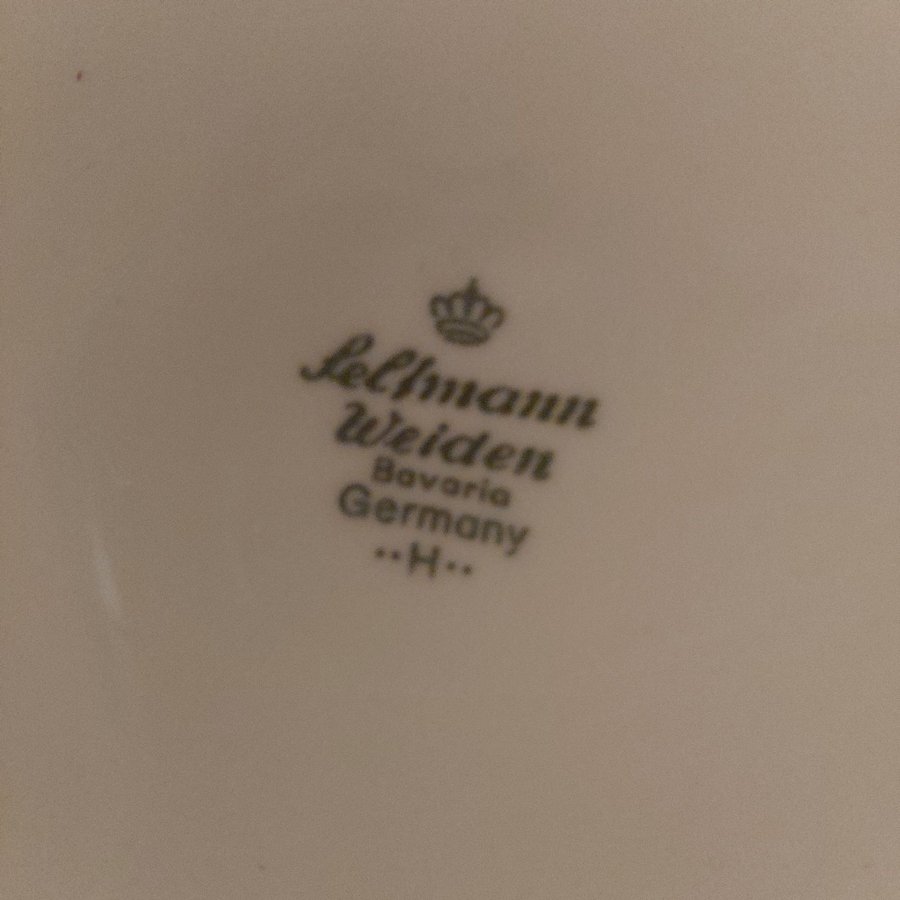 Seltmann
Weiden
Bavaria
Germany
··H··